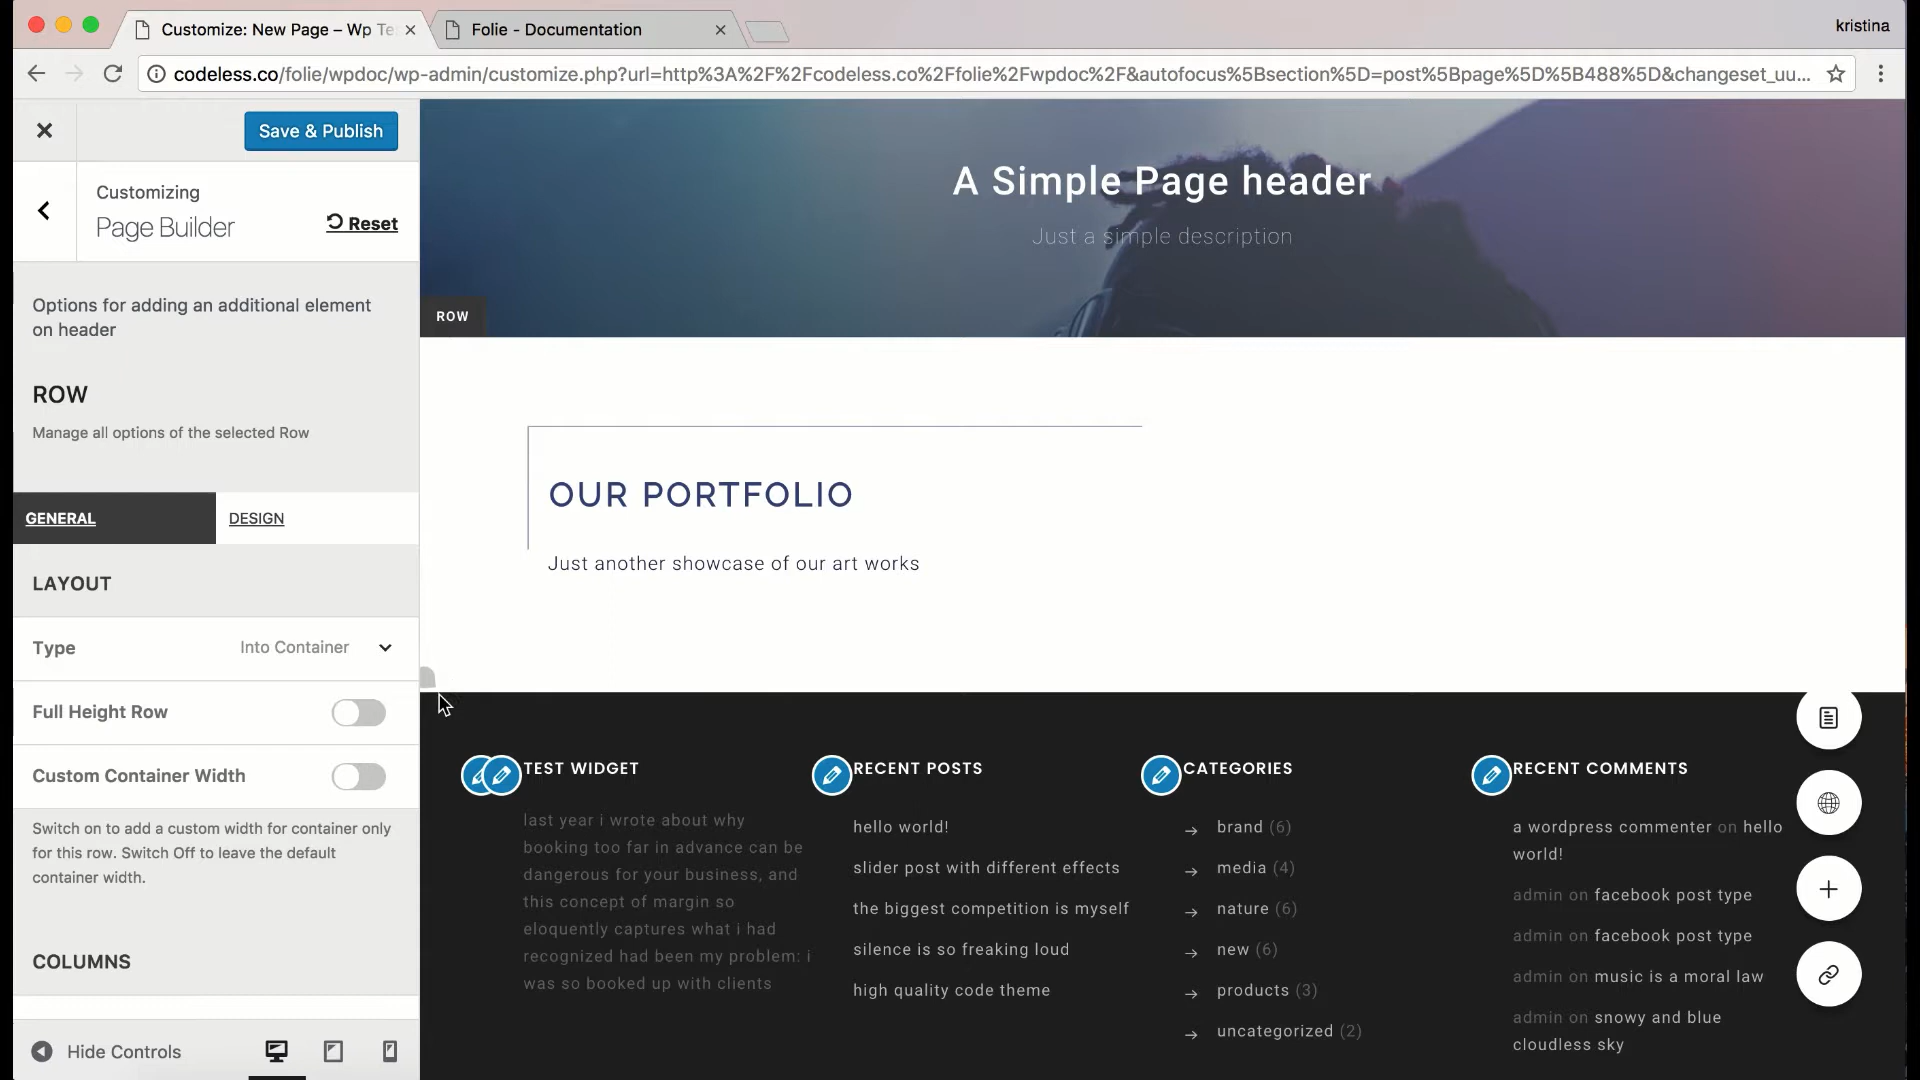 Customize: New Page – Wp Te
Folie - Documentation
kristina
codeless.co/folie/wpdoc/wp-admin/customize.php?url=http%3A%2F%2Fcodeless.co%2Ffolie%2Fwpdoc%2F&autofocus%5Bsection%5D=post%5Bpage%5D%5B488%5D&changeset_uu...
Save & Publish
Customizing
Page Builder
Reset
Options for adding an additional element
on header
ROW
Manage all options of the selected Row
GENERAL
DESIGN
LAYOUT
Type
Into Container
Full Height Row
Custom Container Width
Switch on to add a custom width for container only
for this row. Switch Off to leave the default
container width.
COLUMNS
Hide Controls
A Simple Page header
Just a simple description
ROW
OUR PORTFOLIO
Just another showcase of our art works
TEST WIDGET
last year i wrote about why
booking too far in advance can be
dangerous for your business, and
this concept of margin so
eloquently captures what i had
recognized had been my problem: i
was so booked up with clients
RECENT POSTS
hello world!
slider post with different effects
the biggest competition is myself
silence is so freaking loud
high quality code theme
CATEGORIES
→ brand (6)
→ media (4)
→ nature (6)
→ new (6)
→ products (3)
→ uncategorized (2)
RECENT COMMENTS
a wordpress commenter on hello
world!
admin on facebook post type
admin on facebook post type
admin on music is a moral law
admin on snowy and blue
cloudless sky